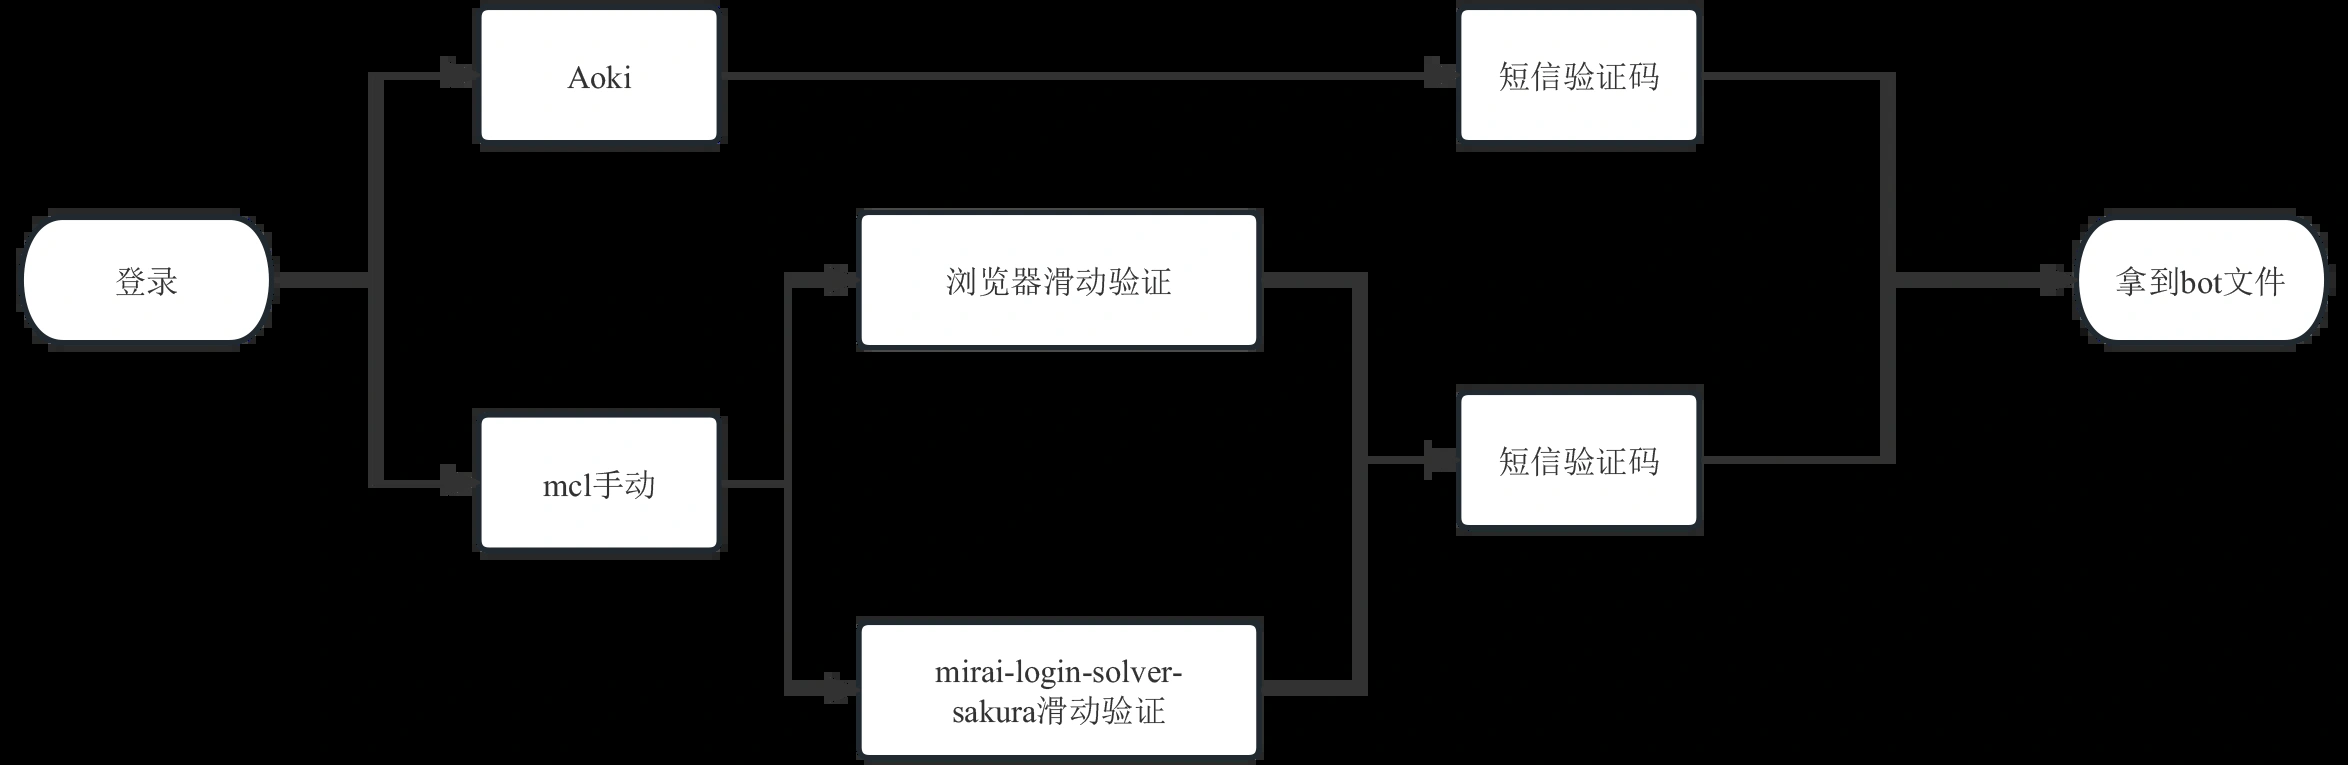 登录
Aoki
短信验证码
mcl手动
浏览器滑动验证
mirai-login-solver-
sakura滑动验证
短信验证码
拿到bot文件